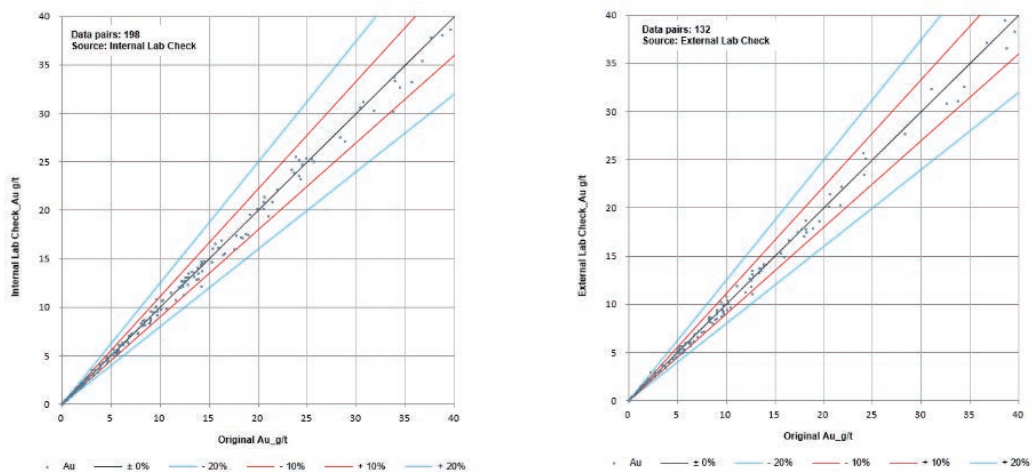 Data pairs: 198
Source: Internal Lab Check
Internal Lab Check_Au g/t
40
35
30
25
20
15
10
5
0
0 5 10 15 20 25 30 35 40
Original Au_g/t
Au ± 0% - 20% - 10% + 10% + 20%
Data pairs: 132
Source: External Lab Check
External Lab Check_Au g/t
40
35
30
25
20
15
10
5
0
0 5 10 15 20 25 30 35 40
Original Au_g/t
Au ± 0% - 20% - 10% + 10% + 20%